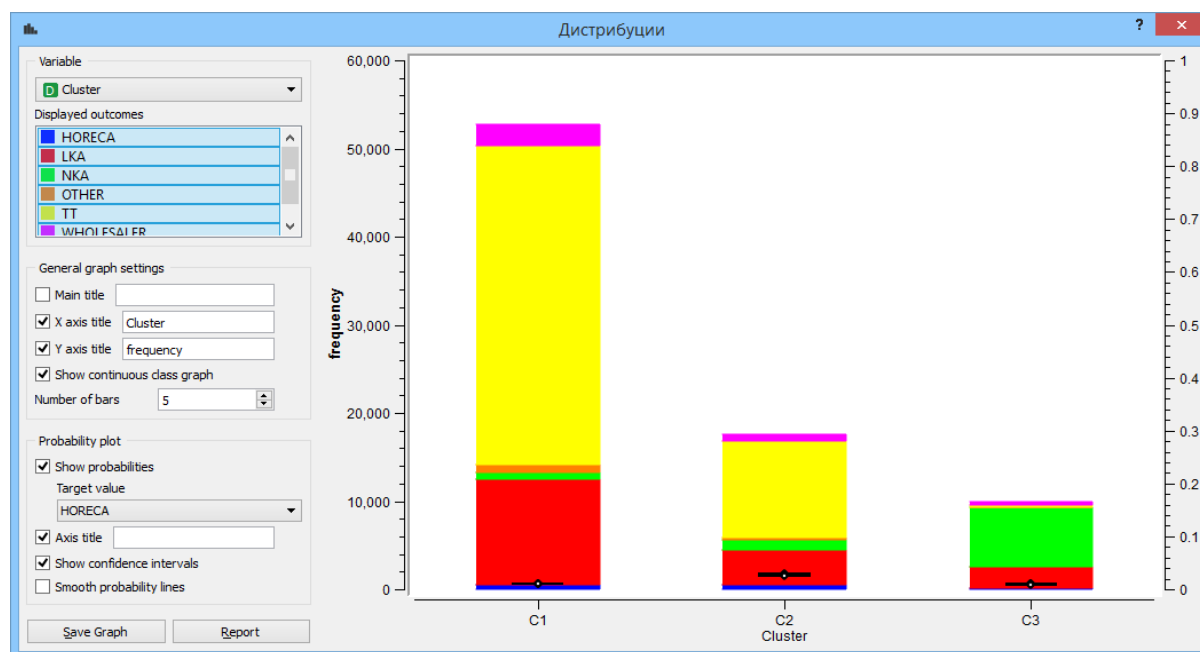 Дистрибуции
?
Variable
D Cluster
Displayed outcomes
HORECA
LKA
NKA
OTHER
TT
WHOLESALER
General graph settings
Main title
X axis title Cluster
Y axis title frequency
Show continuous class graph
Number of bars 5
Probability plot
Show probabilities
Target value
HORECA
Axis title
Show confidence intervals
Smooth probability lines
Save Graph Report
60,000
50,000
40,000
30,000
20,000
10,000
0
frequency
C1 C2 C3
Cluster
1
0.9
0.8
0.7
0.6
0.5
0.4
0.3
0.2
0.1
0